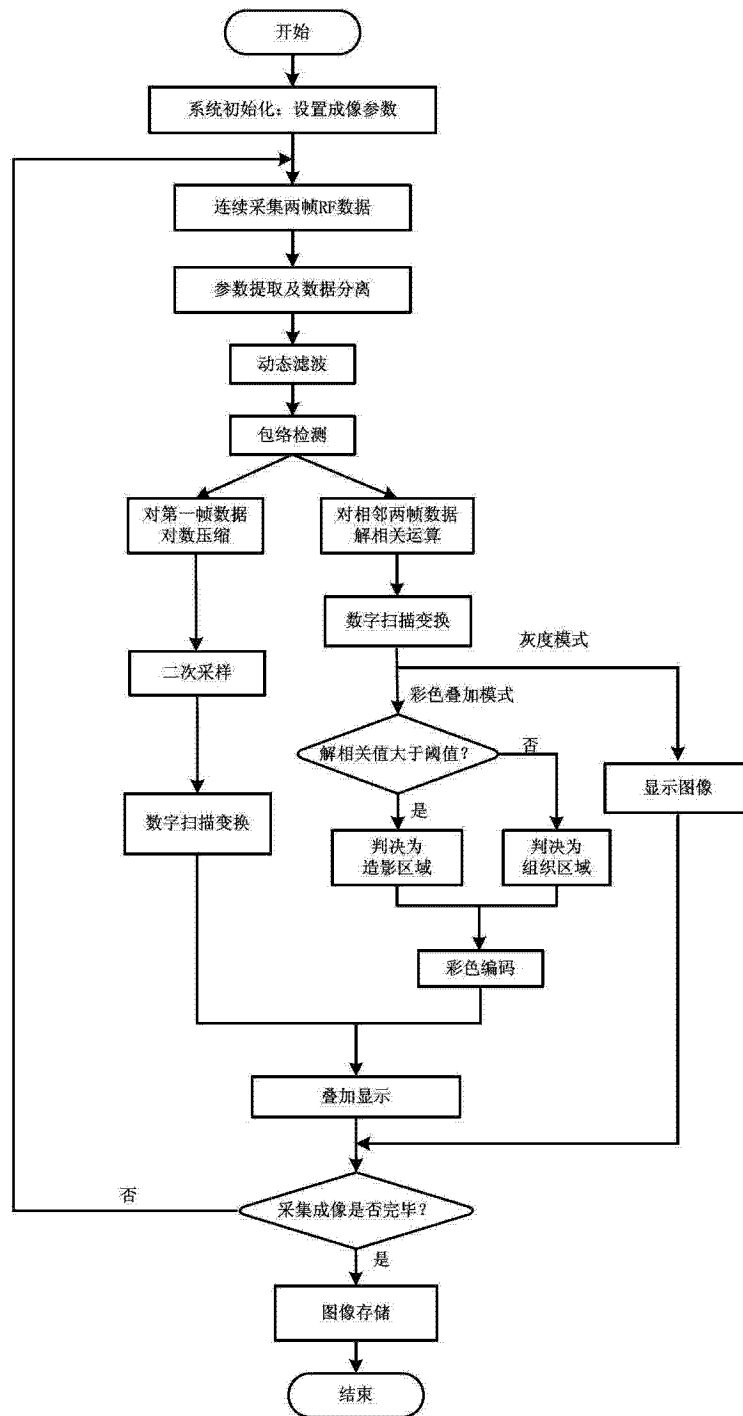 开始
系统初始化：设置成像参数
连续采集两帧RF数据
参数提取及数据分离
动态滤波
包络检测
对第一帧数据
对数压缩
对相邻两帧数据
解相关运算
数字扫描变换
灰度模式
二次采样
彩色叠加模式
解相关值大于阈值？
否
显示图像
数字扫描变换
是
判决为
造影区域
判决为
组织区域
彩色编码
叠加显示
否
采集成像是否完毕？
是
图像存储
结束